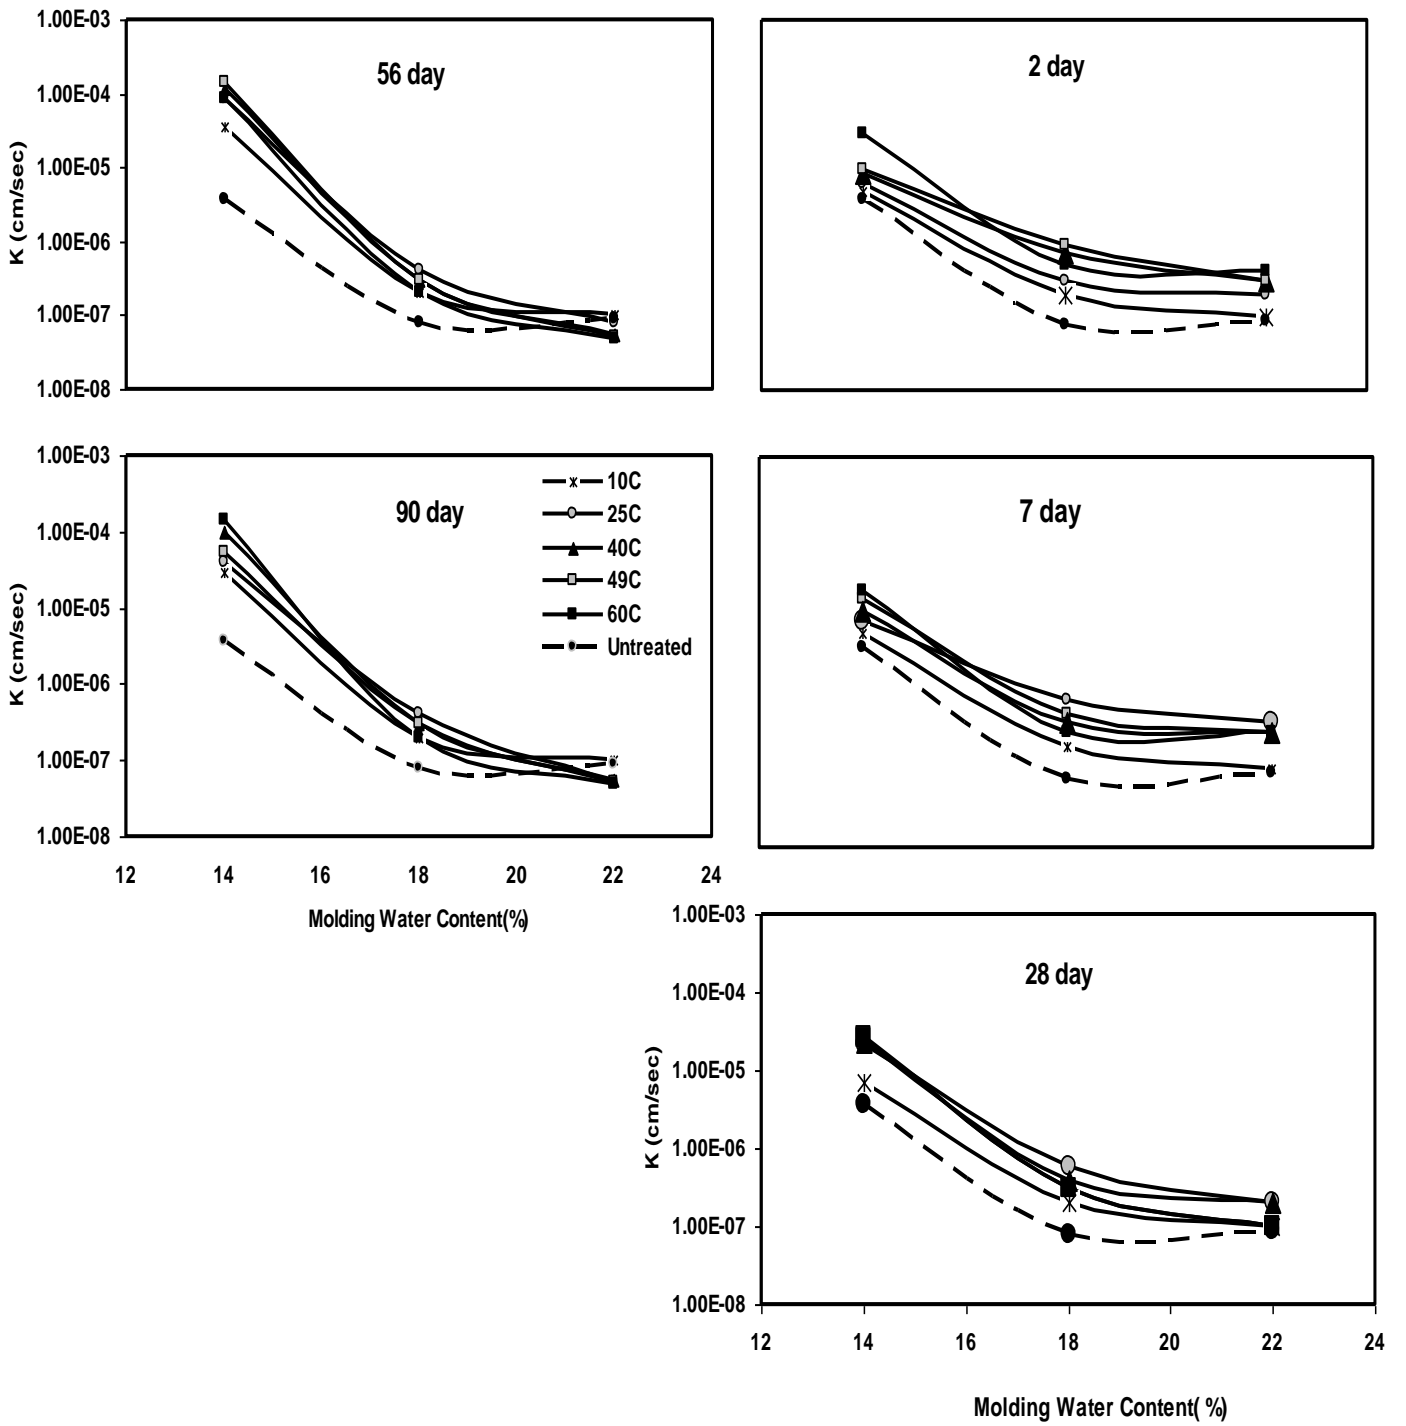 1.00E-03
1.00E-04
1.00E-05
1.00E-06
1.00E-07
1.00E-08
K (cm/sec)
56 day
2 day
1.00E-03
1.00E-04
1.00E-05
1.00E-06
1.00E-07
1.00E-08
K (cm/sec)
90 day
10C
25C
40C
49C
60C
Untreated
12 14 16 18 20 22 24
Molding Water Content(%)
7 day
1.00E-03
1.00E-04
1.00E-05
1.00E-06
1.00E-07
1.00E-08
K (cm/sec)
28 day
12 14 16 18 20 22 24
Molding Water Content( %)